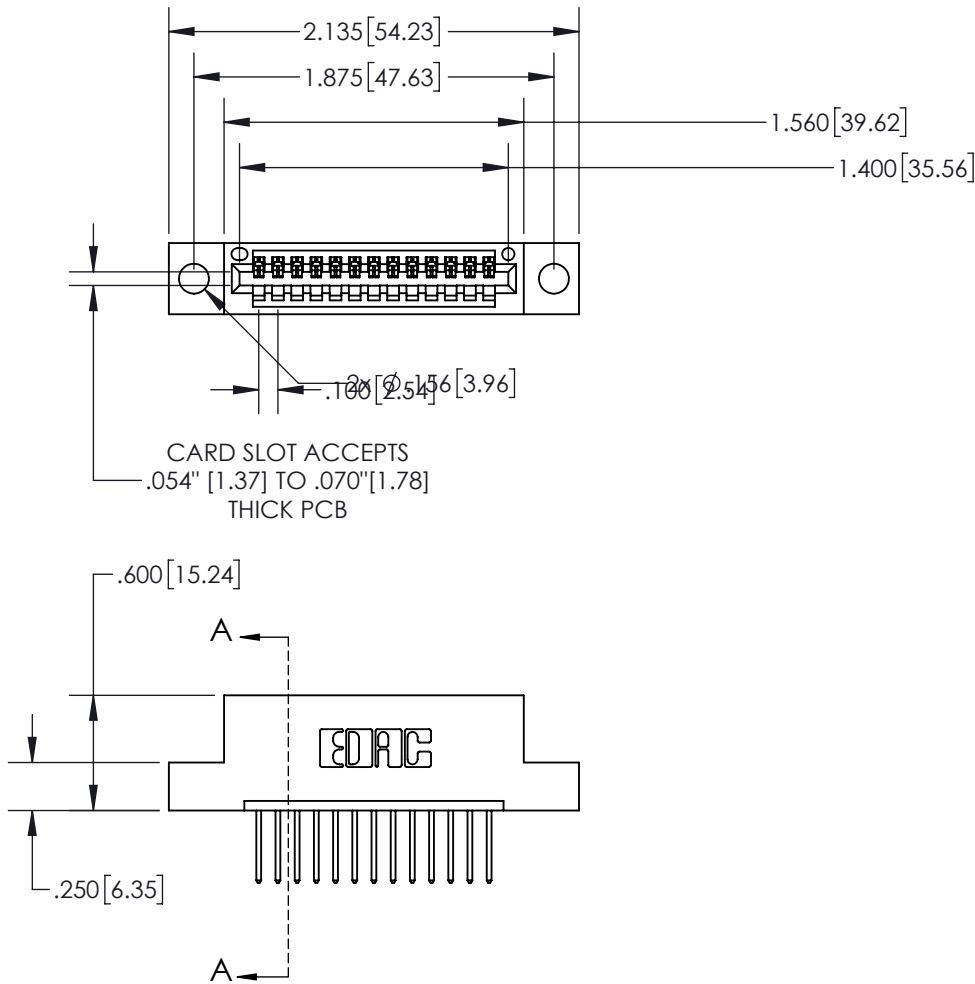 2.135[54.23]
1.875[47.63]
1.560[39.62]
1.400[35.56]
2x ∅ .156 [3.96]
.100[2.54]
CARD SLOT ACCEPTS
.054" [1.37] TO .070"[1.78]
THICK PCB
.600[15.24]
A
EDAC
.250[6.35]
A